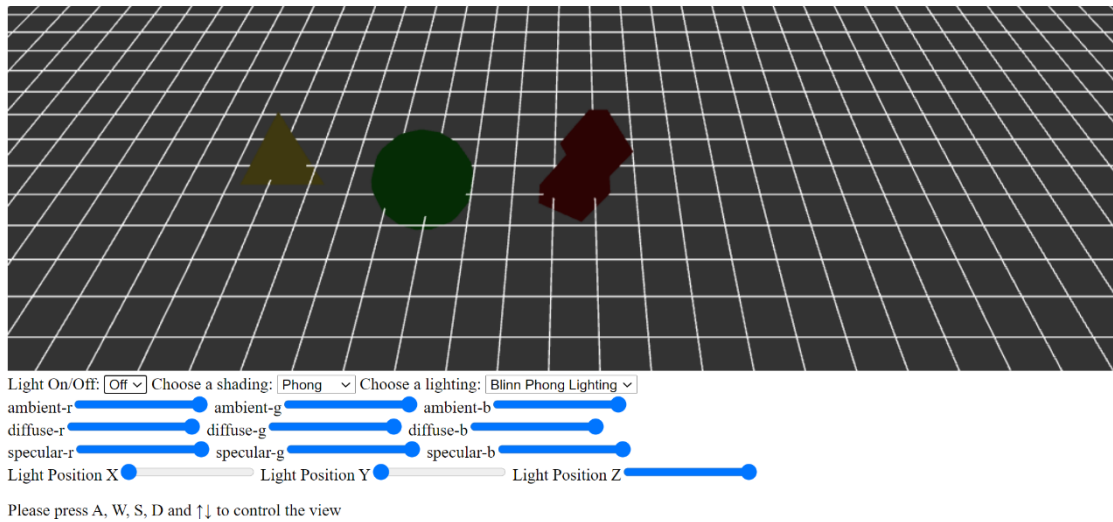 Light On/Off: Off Choose a shading: Phong Choose a lighting: Blinn Phong Lighting
ambient-r ambient-g ambient-b
diffuse-r diffuse-g diffuse-b
specular-r specular-g specular-b
Light Position X Light Position Y Light Position Z
Please press A, W, S, D and ↑↓ to control the view